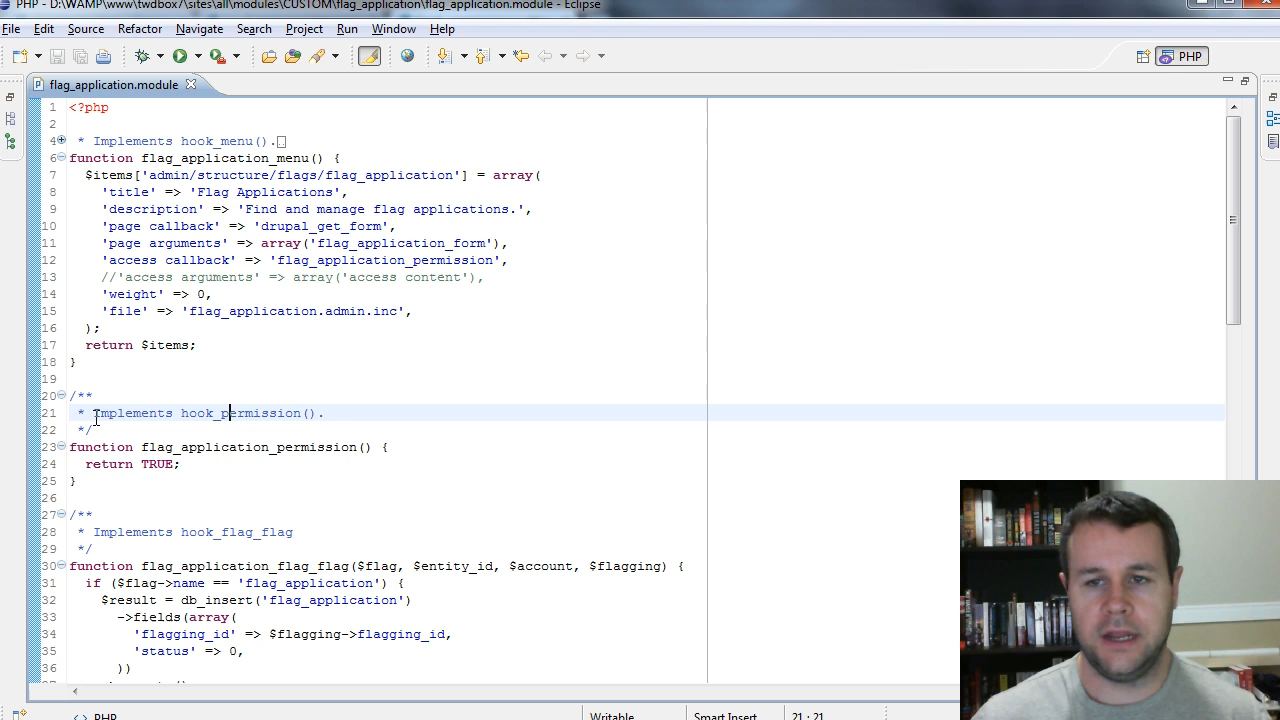 PHP - D:\WAMP\www\twdbox7\sites\all\modules\CUSTOM\flag_application\flag_application.module - Eclipse
File Edit Source Refactor Navigate Search Project Run Window Help
PHP
flag_application.module
1 <?php
2
4 * Implements hook_menu().
6 function flag_application_menu() {
7 $items['admin/structure/flags/flag_application'] = array(
8 'title' => 'Flag Applications',
9 'description' => 'Find and manage flag applications.',
10 'page callback' => 'drupal_get_form',
11 'page arguments' => array('flag_application_form'),
12 'access callback' => 'flag_application_permission',
13 //'access arguments' => array('access content'),
14 'weight' => 0,
15 'file' => 'flag_application.admin.inc',
16 );
17 return $items;
18 }
19
20 /**
21 * Implements hook_permission().
22 */
23 function flag_application_permission() {
24 return TRUE;
25 }
26
27 /**
28 * Implements hook_flag_flag
29 */
30 function flag_application_flag_flag($flag, $entity_id, $account, $flagging) {
31 if ($flag->name == 'flag_application') {
32 $result = db_insert('flag_application')
33 ->fields(array(
34 'flagging_id' => $flagging->flagging_id,
35 'status' => 0,
36 ))
PHP Writable Smart Insert 21 : 21